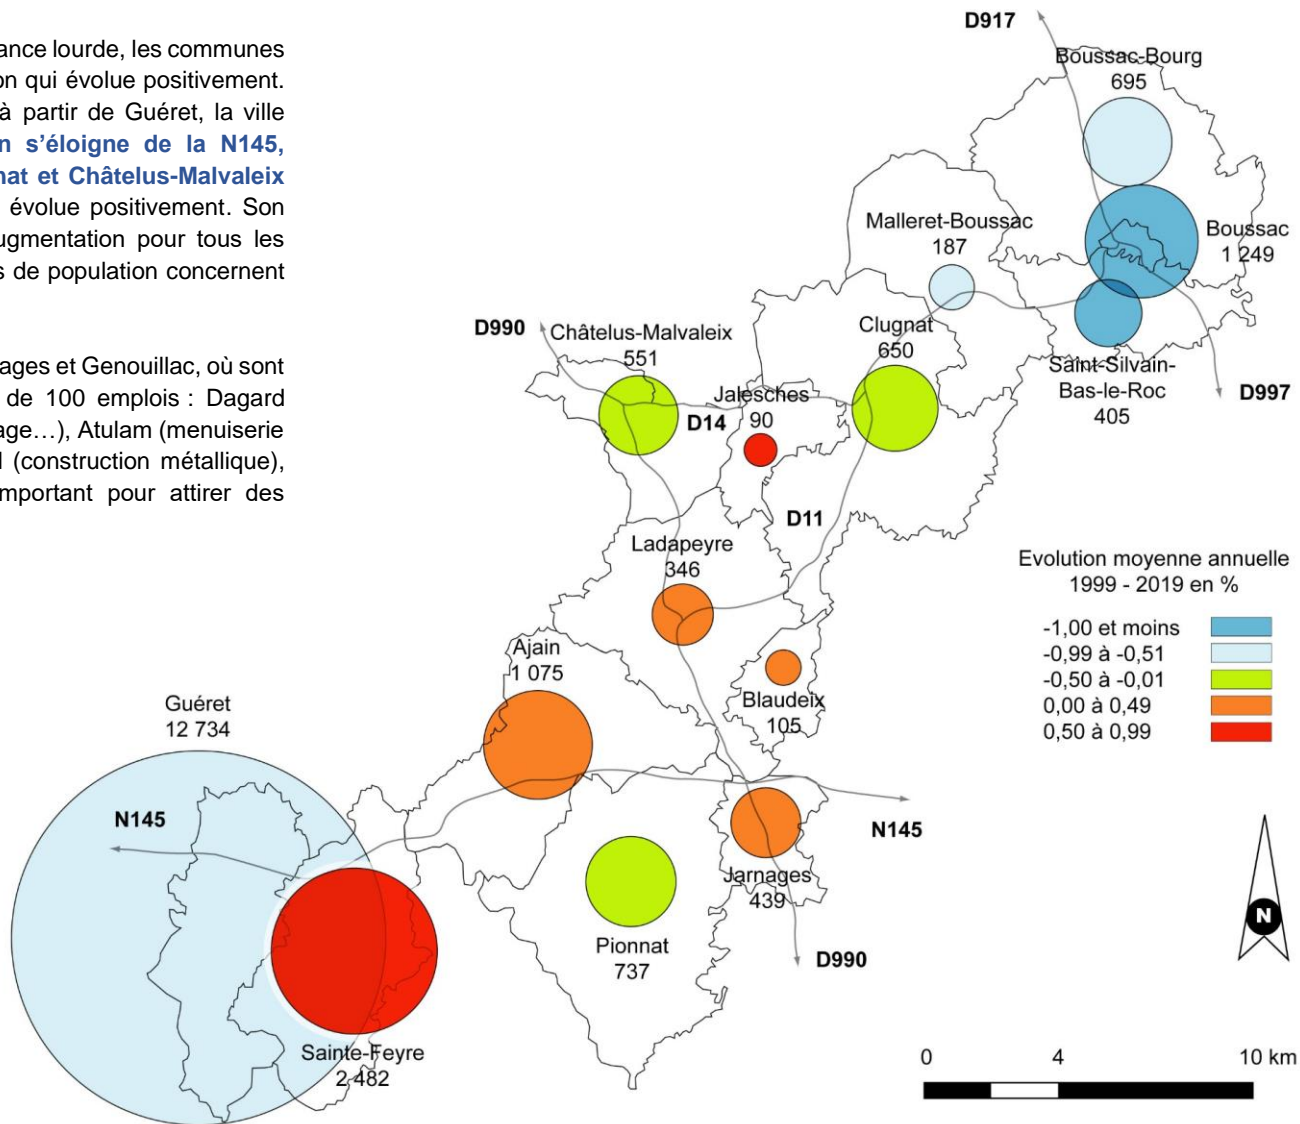 ance lourde, les communes
on qui évolue positivement.
à partir de Guéret, la ville
n s’éloigne de la N145,
nat et Châtelus-Malvaleix
évolue positivement. Son
ugmentation pour tous les
s de population concernent
ages et Genouillac, où sont
de 100 emplois : Dagard
age…), Atulam (menuiserie
l (construction métallique),
mportant pour attirer des
D917
Boussac-Bourg
695
Malleret-Boussac
187
Boussac
1 249
D990
Châtelus-Malvaleix
551
Clugnat
650
Saint-Silvain-
Bas-le-Roc
405
D997
Jalesches
90
D14
D11
Ladapeyre
346
Evolution moyenne annuelle
1999 - 2019 en %
-1,00 et moins
-0,99 à -0,51
-0,50 à -0,01
0,00 à 0,49
0,50 à 0,99
Ajain
1 075
Blaudeix
105
Guéret
12 734
N145
N145
Jarnages
439
Pionnat
737
D990
N
Sainte-Feyre
2 482
0 4 10 km